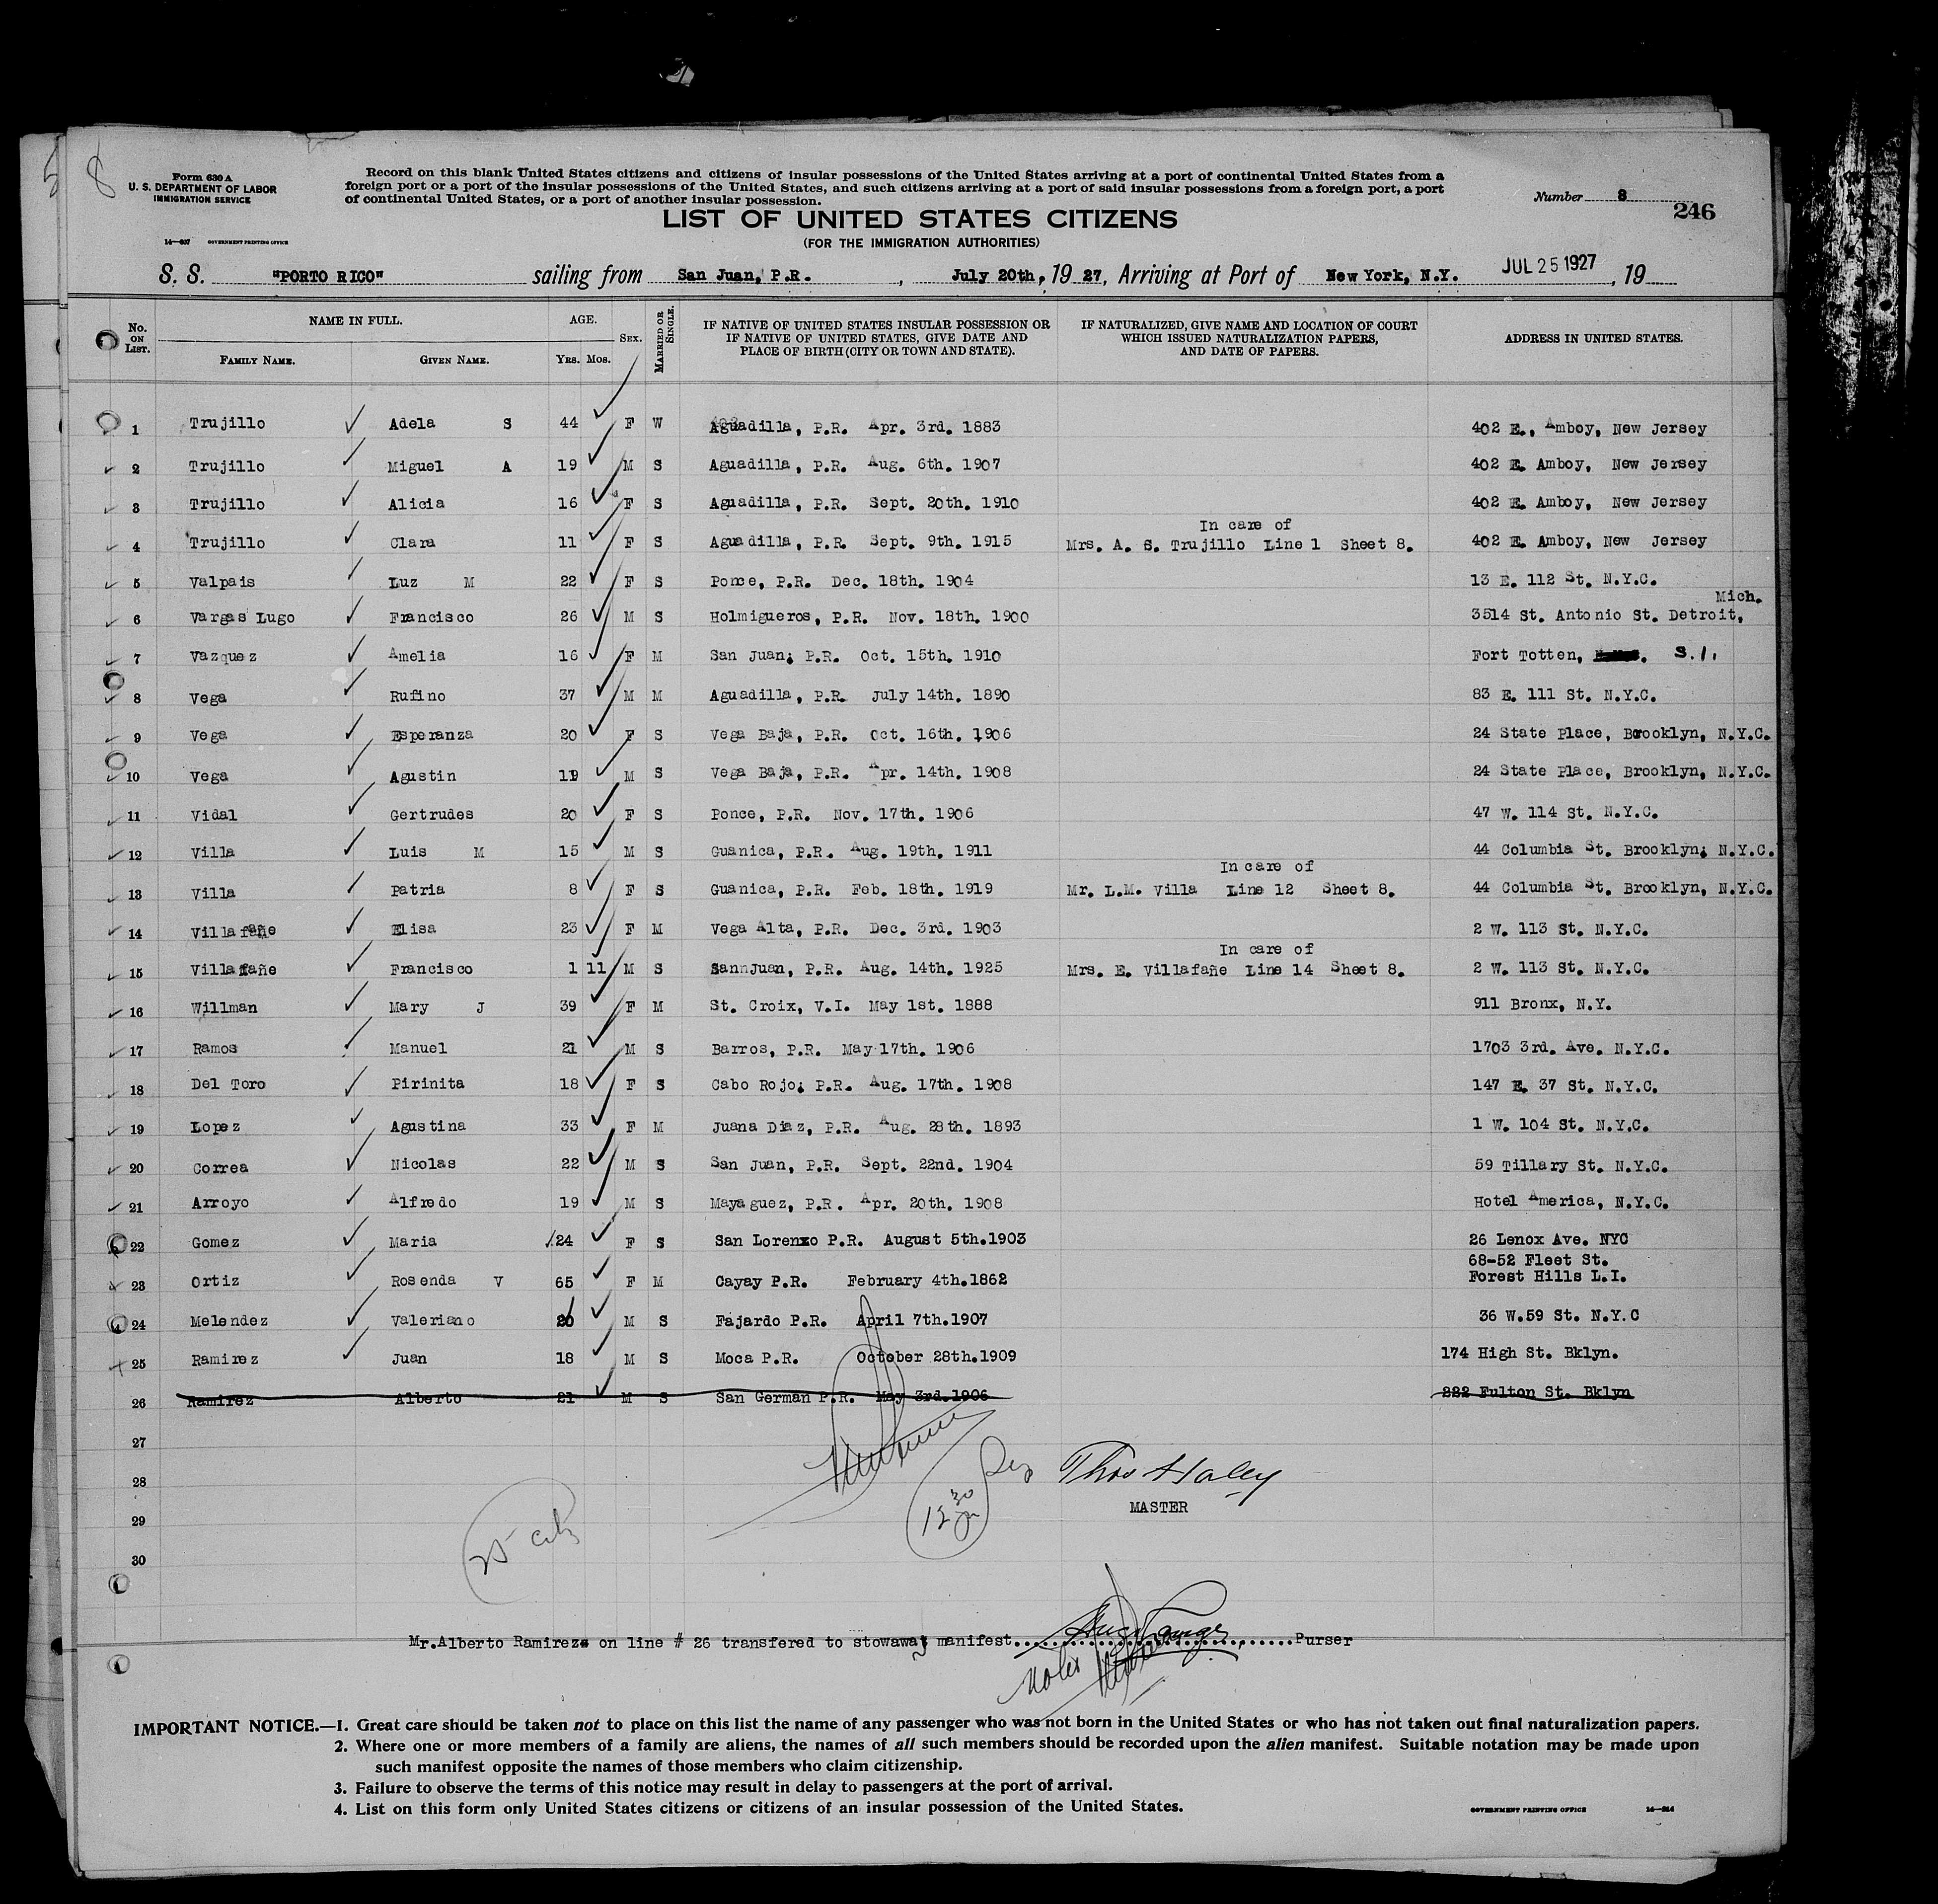 8
Form 630 A
U. S. DEPARTMENT OF LABOR
IMMIGRATION SERVICE
14—807 GOVERNMENT PRINTING OFFICE
Record on this blank United States citizens and citizens of insular possessions of the United States arriving at a port of continental United States from a
foreign port or a port of the insular possessions of the United States, and such citizens arriving at a port of said insular possessions from a foreign port, a port
of continental United States, or a port of another insular possession.
Number 8
246
LIST OF UNITED STATES CITIZENS
(FOR THE IMMIGRATION AUTHORITIES)
S. S. "PORTO RICO" sailing from San Juan, P.R. , July 20th, 19 27, Arriving at Port of New York, N.Y. JUL 25 1927 , 19
No. ON LIST. NAME IN FULL. FAMILY NAME. GIVEN NAME. AGE. YRS. MOS. SEX. MARRIED OR SINGLE. IF NATIVE OF UNITED STATES INSULAR POSSESSION OR IF NATIVE OF UNITED STATES, GIVE DATE AND PLACE OF BIRTH (CITY OR TOWN AND STATE). IF NATURALIZED, GIVE NAME AND LOCATION OF COURT WHICH ISSUED NATURALIZATION PAPERS, AND DATE OF PAPERS. ADDRESS IN UNITED STATES.
1 Trujillo Adela S 44 F W Aguadilla, P.R. Apr. 3rd. 1883 402 E., Amboy, New Jersey
2 Trujillo Miguel A 19 M S Aguadilla, P.R. Aug. 6th. 1907 402 E. Amboy, New Jersey
3 Trujillo Alicia 16 F S Aguadilla, P.R. Sept. 20th. 1910 402 E. Amboy, New Jersey
In care of
4 Trujillo Clara 11 F S Aguadilla, P.R. Sept. 9th. 1915 Mrs. A. S. Trujillo Line 1 Sheet 8. 402 E. Amboy, New Jersey
5 Valpais Luz M 22 F S Ponce, P.R. Dec. 18th. 1904 13 E. 112 St. N.Y.C.
Mich.
6 Vargas Lugo Francisco 26 M S Holmigueros, P.R. Nov. 18th. 1900 3514 St. Antonio St. Detroit,
7 Vazquez Amelia 16 F M San Juan; P.R. Oct. 15th. 1910 Fort Totten, S.I.
8 Vega Rufino 37 M M Aguadilla, P.R. July 14th. 1890 83 E. 111 St. N.Y.C.
9 Vega Esperanza 20 F S Vega Baja, P.R. Oct. 16th. 1906 24 State Place, Brooklyn, N.Y.C.
10 Vega Agustin 19 M S Vega Baja, P.R. Apr. 14th. 1908 24 State Place, Brooklyn, N.Y.C.
11 Vidal Gertrudes 20 F S Ponce, P.R. Nov. 17th. 1906 47 W. 114 St. N.Y.C.
12 Villa Luis M 15 M S Guanica, P.R. Aug. 19th. 1911 44 Columbia St. Brooklyn; N.Y.C.
In care of
13 Villa Patria 8 F S Guanica, P.R. Feb. 18th. 1919 Mr. L.M. Villa Line 12 Sheet 8. 44 Columbia St. Brooklyn, N.Y.C.
14 Villafañe Elisa 23 F M Vega Alta, P.R. Dec. 3rd. 1903 2 W. 113 St. N.Y.C.
In care of
15 Villafañe Francisco 1 11 M S SannJuan, P.R. Aug. 14th. 1925 Mrs. E. Villafañe Line 14 Sheet 8. 2 W. 113 St. N.Y.C.
16 Willman Mary J 39 F M St. Croix, V.I. May 1st. 1888 911 Bronx, N.Y.
17 Ramos Manuel 21 M S Barros, P.R. May 17th. 1906 1703 3rd. Ave. N.Y.C.
18 Del Toro Pirinita 18 F S Cabo Rojo; P.R. Aug. 17th. 1908 147 E. 37 St. N.Y.C.
19 Lopez Agustina 33 F M Juana Diaz, P.R. Aug. 28th. 1893 1 W. 104 St. N.Y.C.
20 Correa Nicolas 22 M S San Juan, P.R. Sept. 22nd. 1904 59 Tillary St. N.Y.C.
21 Arroyo Alfredo 19 M S Mayaguez, P.R. Apr. 20th. 1908 Hotel America, N.Y.C.
22 Gomez Maria 24 F S San Lorenzo P.R. August 5th.1903 26 Lenox Ave. NYC
68-52 Fleet St.
23 Ortiz Rosenda V 65 F M Cayay P.R. February 4th.1862 Forest Hills L.I.
24 Melendez Valeriano 20 M S Fajardo P.R. April 7th.1907 36 W.59 St. N.Y.C
25 Ramirez Juan 18 M S Moca P.R. October 28th.1909 174 High St. Bklyn.
26 Ramirez Alberto 21 M S San German P.R. May 3rd.1906 222 Fulton St. Bklyn
27
28 Thos Haley
MASTER
29
30
Mr.Alberto Ramirez on line # 26 transfered to stowaway manifest Purser
IMPORTANT NOTICE.—1. Great care should be taken not to place on this list the name of any passenger who was not born in the United States or who has not taken out final naturalization papers.
2. Where one or more members of a family are aliens, the names of all such members should be recorded upon the alien manifest. Suitable notation may be made upon
such manifest opposite the names of those members who claim citizenship.
3. Failure to observe the terms of this notice may result in delay to passengers at the port of arrival.
4. List on this form only United States citizens or citizens of an insular possession of the United States.
GOVERNMENT PRINTING OFFICE